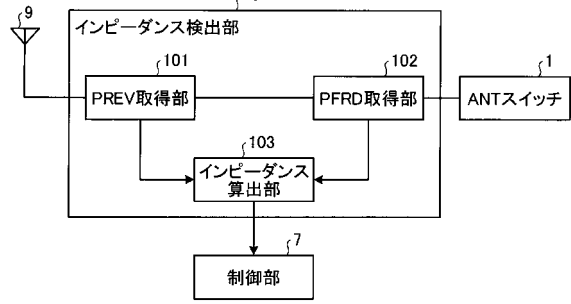 9
インピーダンス検出部
101
102
1
PREV取得部
PFRD取得部
ANTスイッチ
103
インピーダンス
算出部
7
制御部